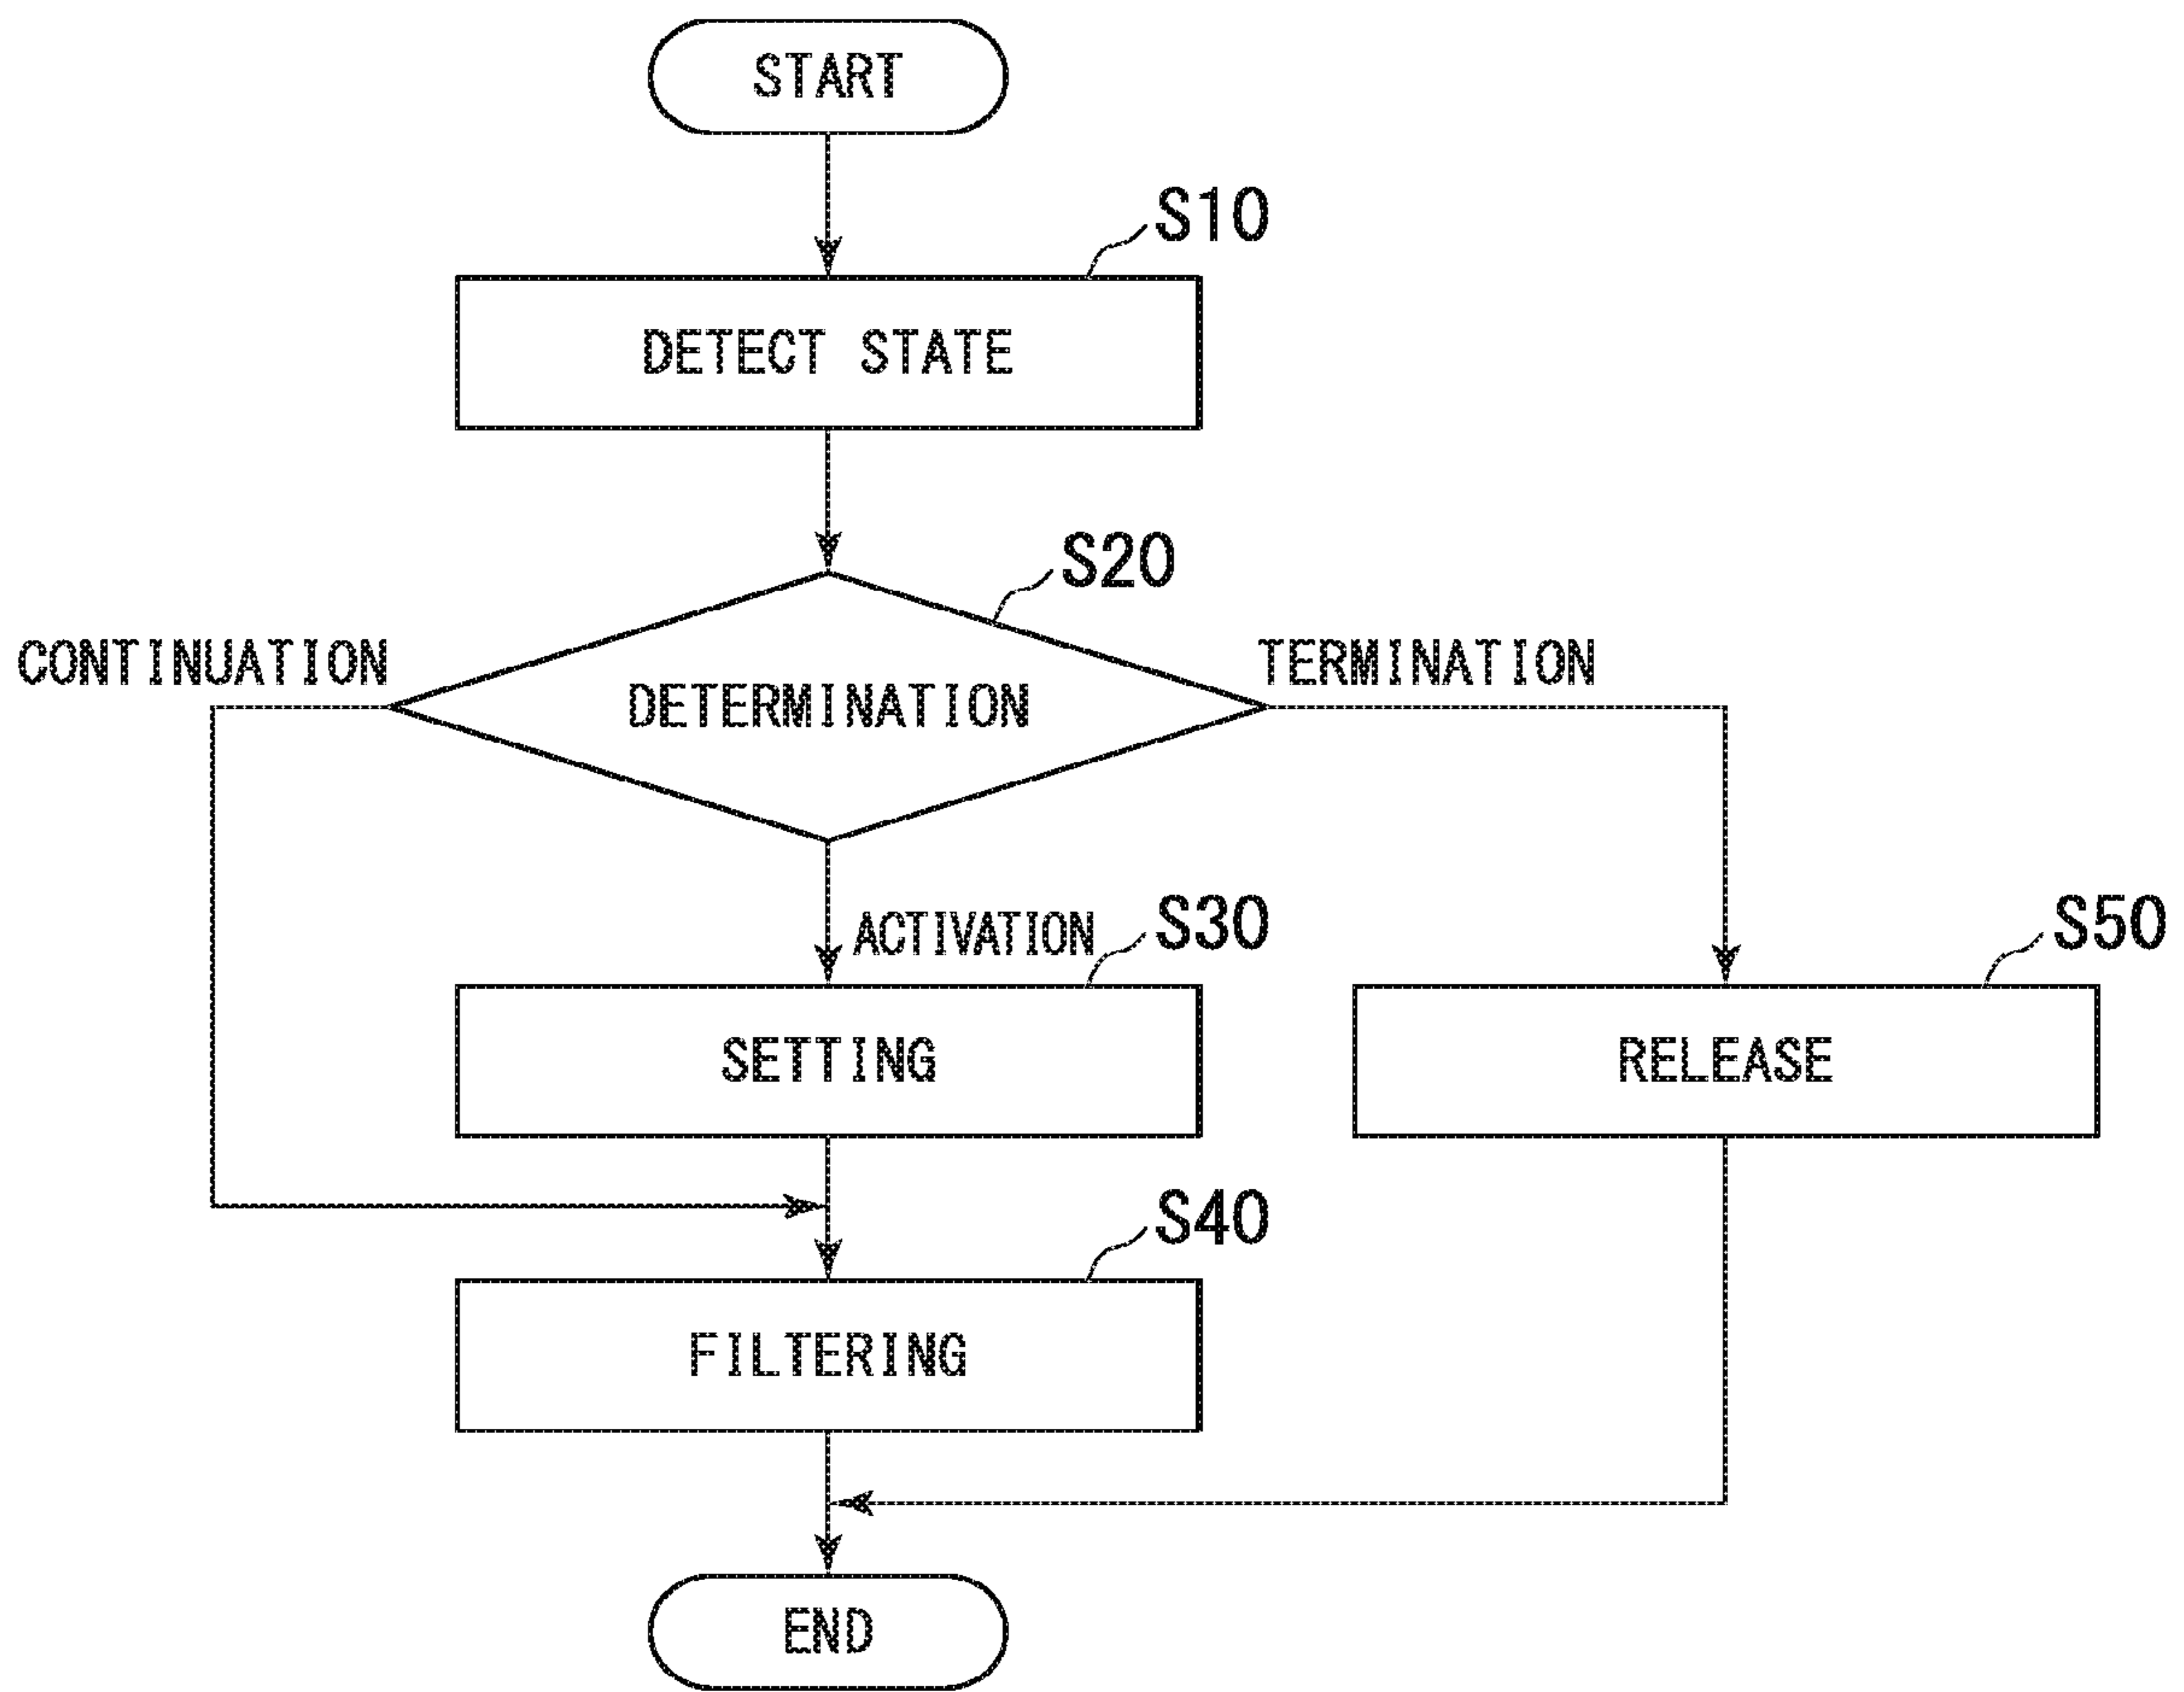 START
S10
DETECT STATE
S20
CONTINUATION
TERMINATION
DETERMINATION
ACTIVATION
S30
S50
SETTING
RELEASE
S40
FILTERING
END